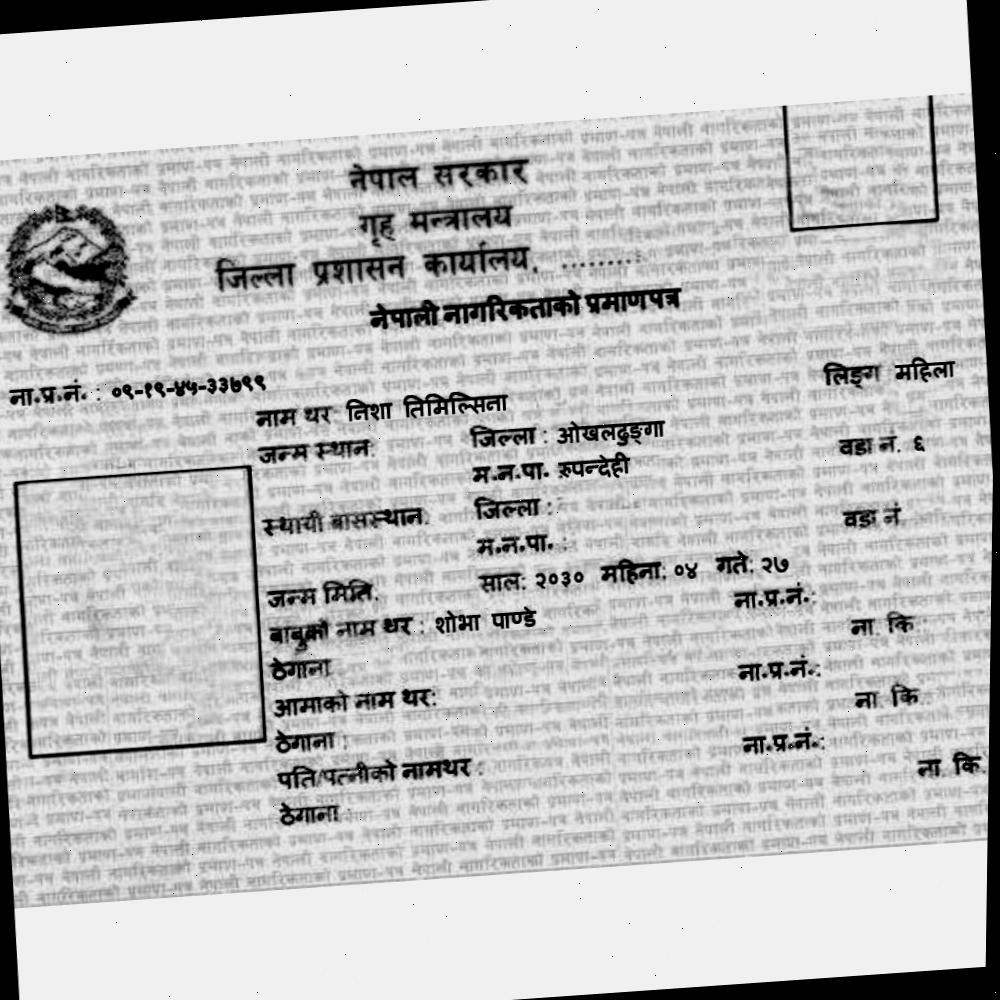 नेपाल सरकार
गृह मन्त्रालय
जिल्ला प्रशासन कार्यालय, ........
नेपाली नागरिकताको प्रमाणपत्र
ना.प्र.नं. : ०९-१९-४५-३३७९९
लिङ्ग महिला
नाम थर: निशा तिमिल्सिना
जन्म स्थान: जिल्ला : ओखलढुङ्गा
म.न.पा. रुपन्देही वडा नं. ६
स्थायी बासस्थान: जिल्ला :
म.न.पा. : वडा नं
जन्म मिति: साल: २०३० महिना: ०४ गते: २७
बाबुको नाम थर : शोभा पाण्डे ना.प्र.नं.:
ठेगाना ना. कि.
आमाको नाम थर: ना.प्र.नं.:
ठेगाना : ना. कि
पति/पत्नीको नामथर : ना.प्र.नं.:
ठेगाना ना. कि.